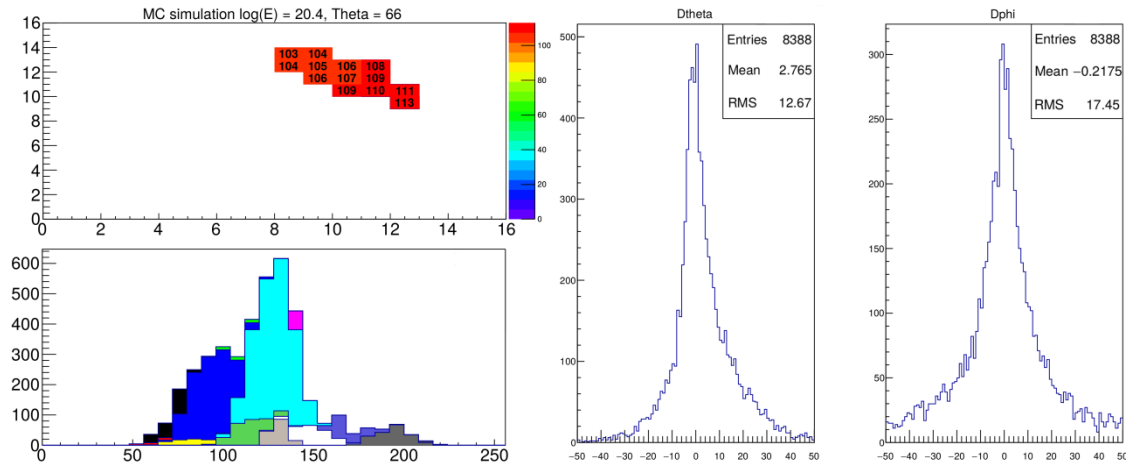 MC simulation log(E) = 20.4, Theta = 66
16
14
12
10
8
6
4
2
0
103 104
104 105 106 108
106 107 109
109 110 111
113
0 2 4 6 8 10 12 14 16
100
80
60
40
20
0
600
500
400
300
200
100
0
0 50 100 150 200 250
Dtheta
Entries 8388
Mean 2.765
RMS 12.67
500
400
300
200
100
0
−50 −40 −30 −20 −10 0 10 20 30 40 50
Dphi
Entries 8388
Mean −0.2175
RMS 17.45
300
250
200
150
100
50
0
−50 −40 −30 −20 −10 0 10 20 30 40 50